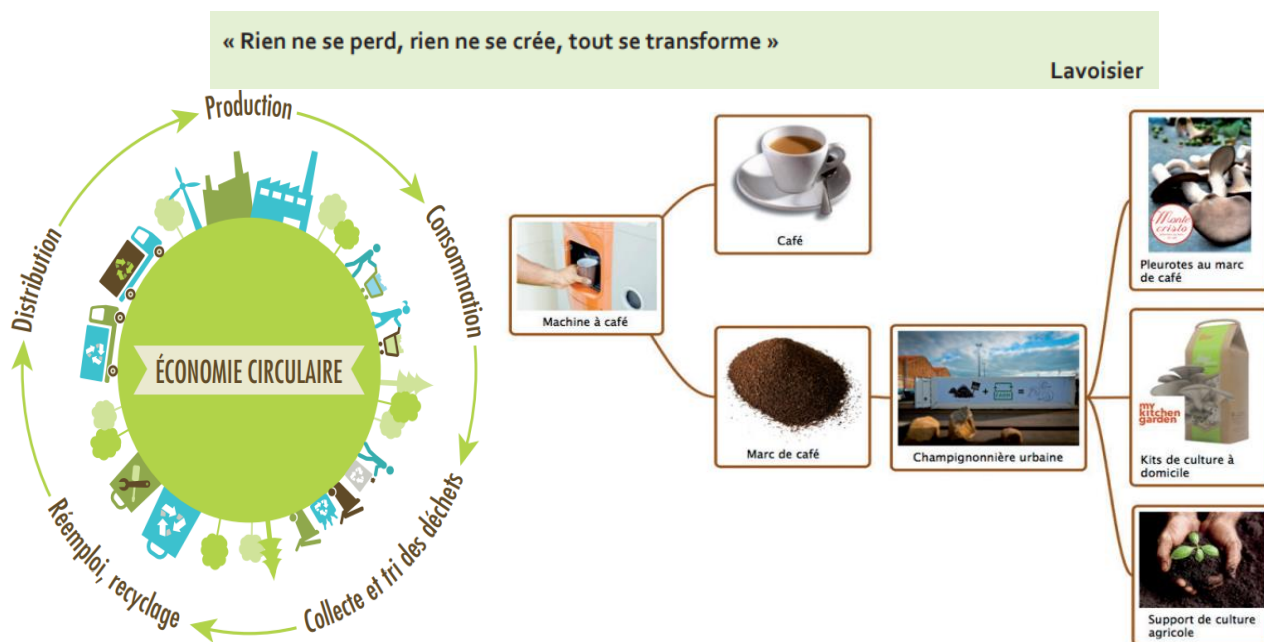 « Rien ne se perd, rien ne se crée, tout se transforme »
Lavoisier
Production
Consommation
Collecte et tri des déchets
Réemploi, recyclage
Distribution
ÉCONOMIE CIRCULAIRE
Machine à café
Café
Marc de café
Champignonnière urbaine
Monte
cristo
Pleurotes au marc
de café
my
kitchen
garden
Kits de culture à
domicile
Support de culture
agricole